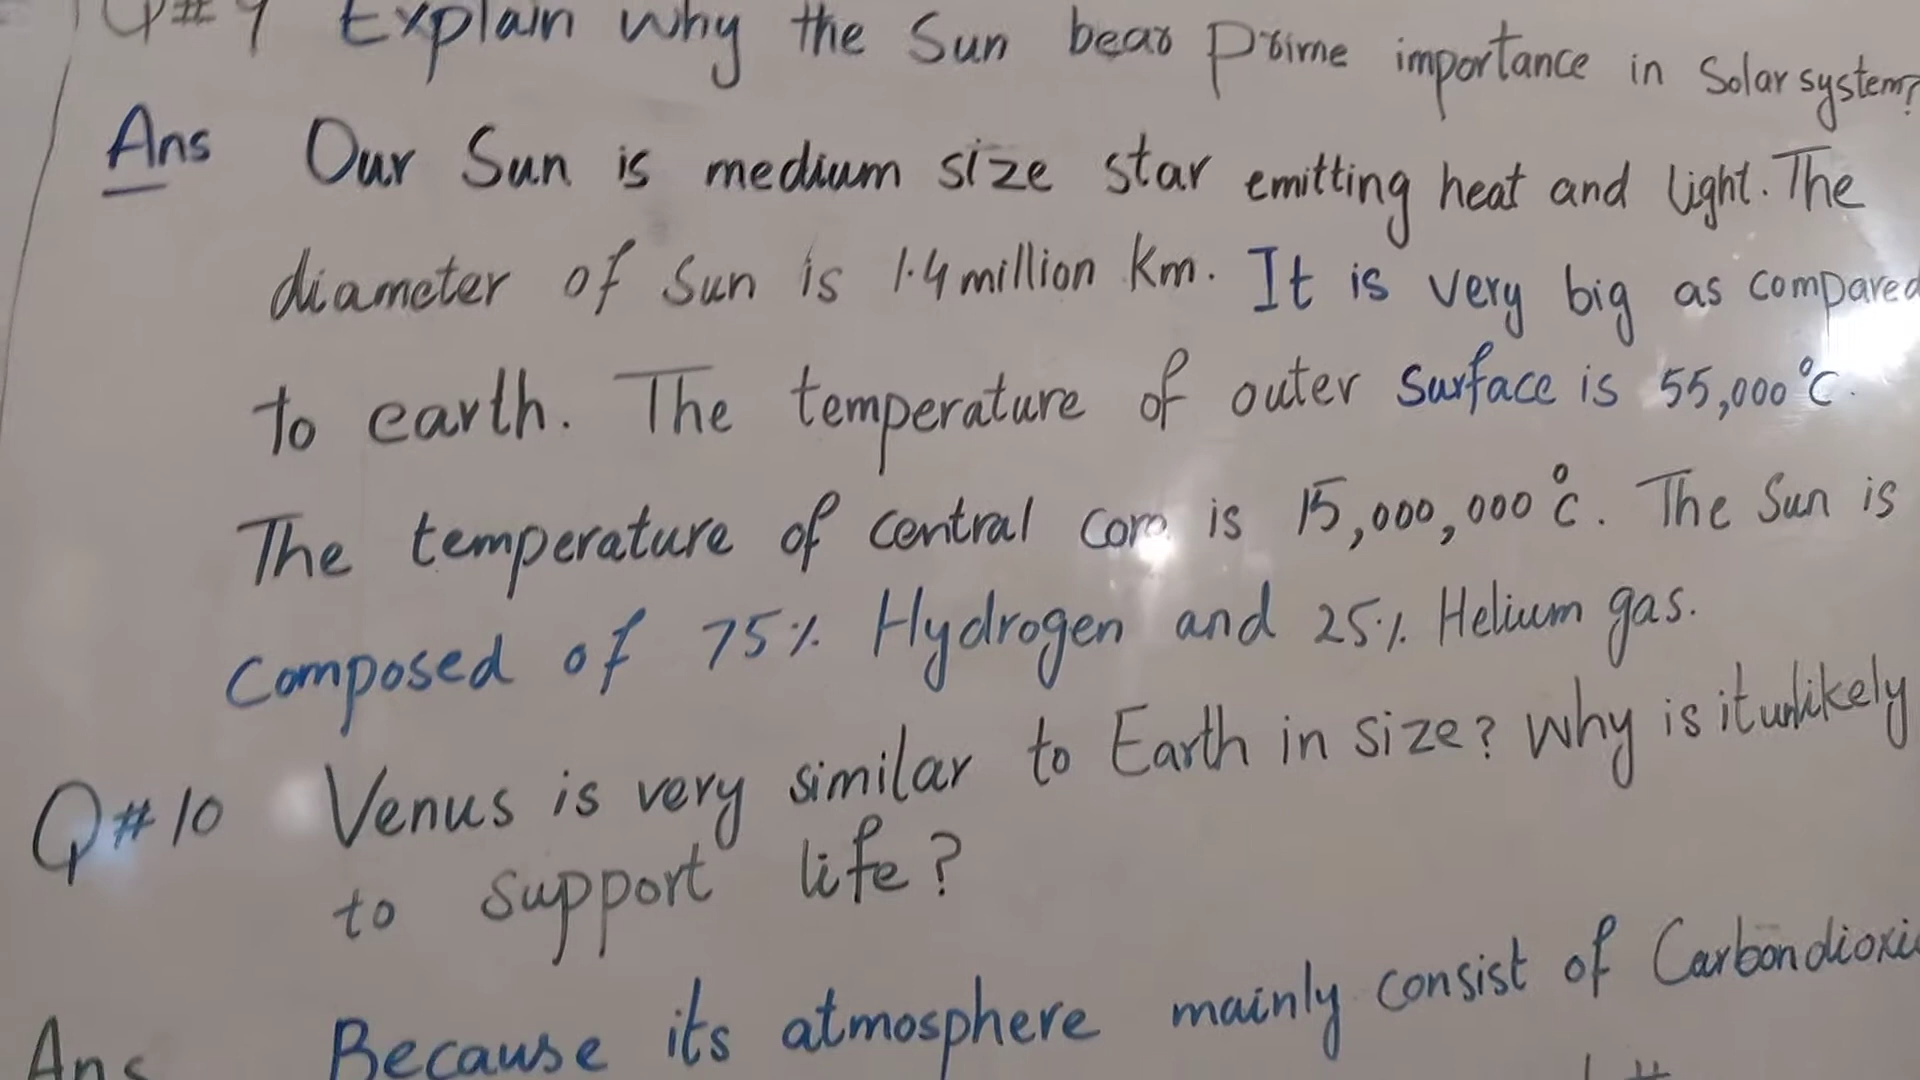 Q#9 Explain why the Sun bear prime importance in Solar system?
Ans Our Sun is medium size star emitting heat and light. The
diameter of Sun is 1.4 million Km. It is very big as compared
to earth. The temperature of outer Surface is 55,000°C.
The temperature of central core is 15,000,000°C. The Sun is
Composed of 75% Hydrogen and 25% Helium gas.
Q#10 Venus is very similar to Earth in size? Why is it unlikely
to support life?
Ans Because its atmosphere mainly consist of Carbondioxi